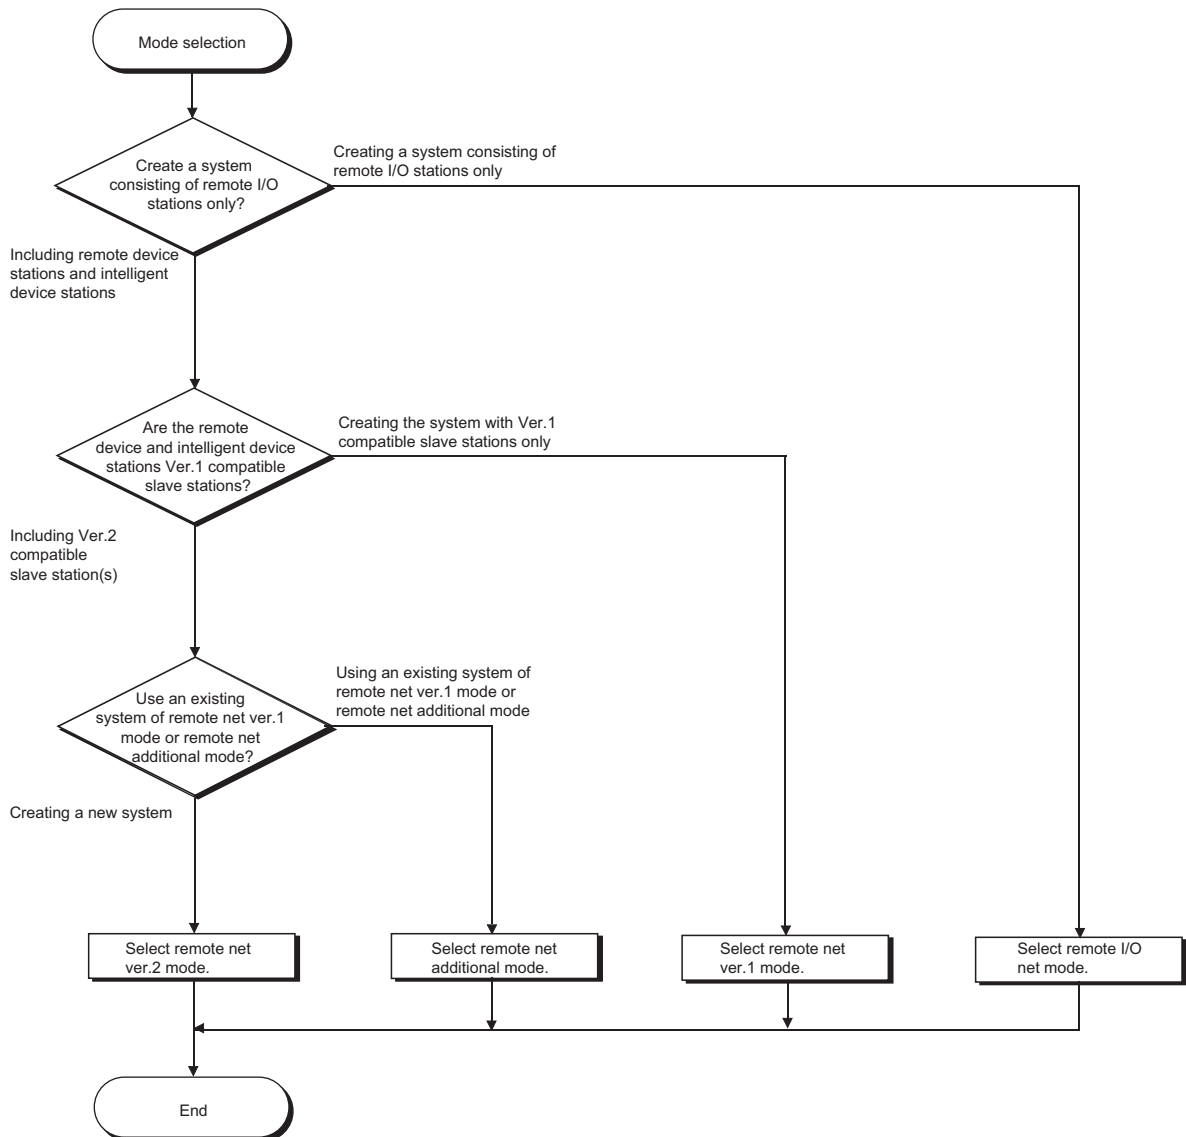 Mode selection
Create a system
consisting of remote I/O
stations only?
Creating a system consisting of
remote I/O stations only
Including remote device
stations and intelligent
device stations
Are the remote
device and intelligent device
stations Ver.1 compatible
slave stations?
Creating the system with Ver.1
compatible slave stations only
Including Ver.2
compatible
slave station(s)
Use an existing
system of remote net ver.1
mode or remote net
additional mode?
Using an existing system of
remote net ver.1 mode or
remote net additional mode
Creating a new system
Select remote net
ver.2 mode.
Select remote net
additional mode.
Select remote net
ver.1 mode.
Select remote I/O
net mode.
End